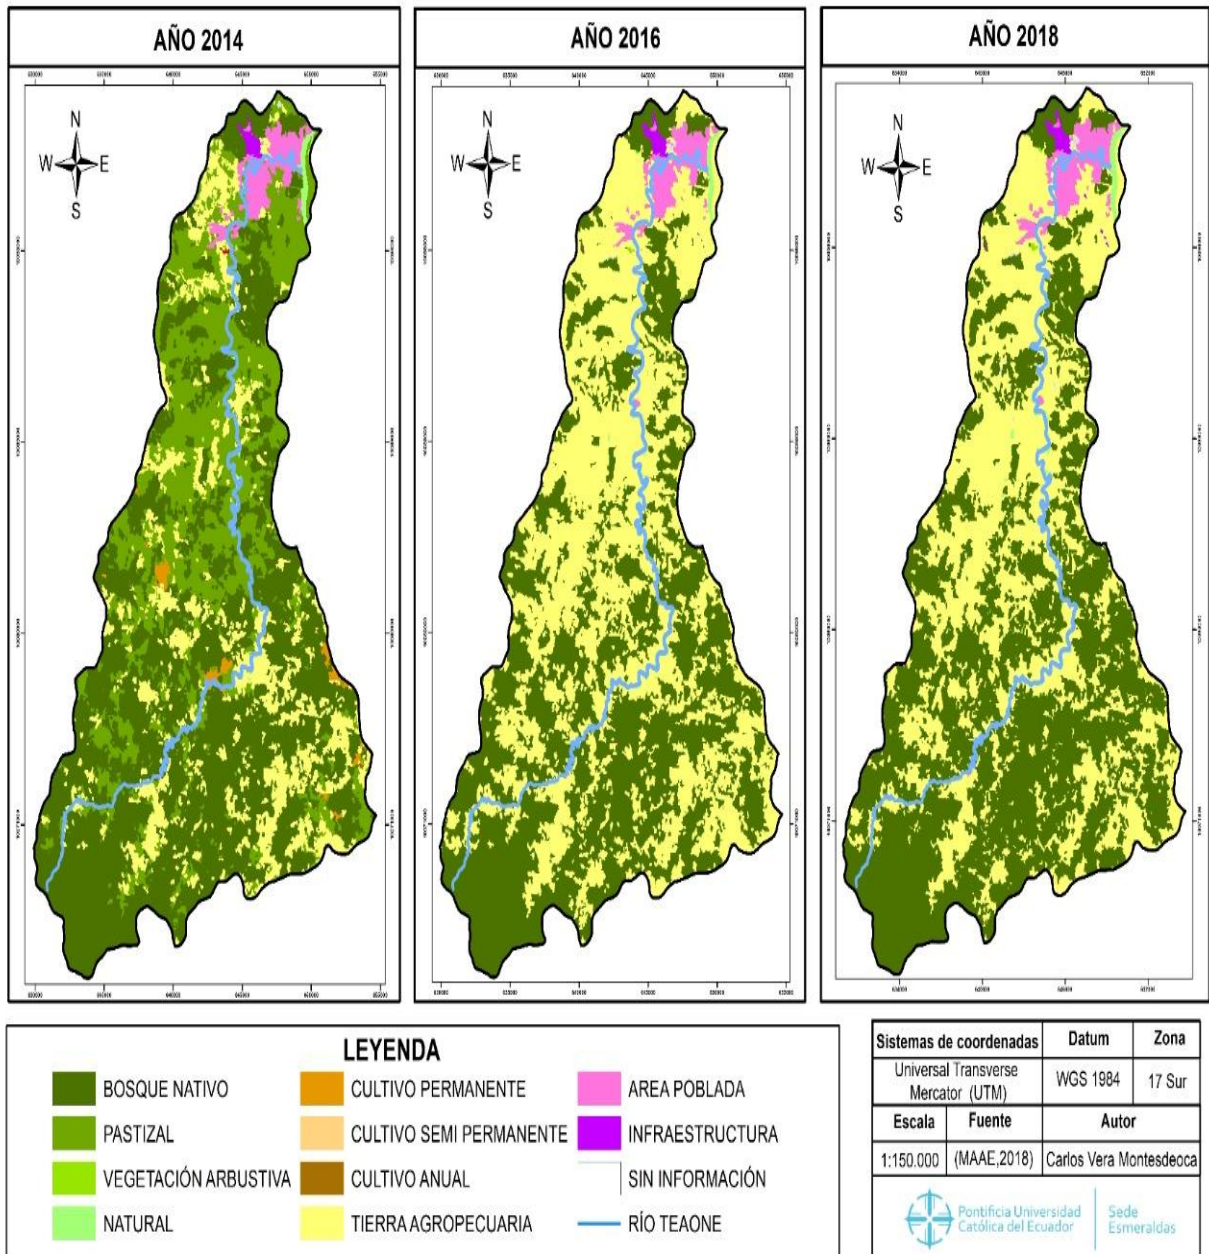 AÑO 2014
AÑO 2016
AÑO 2018
N
W E
S
N
W E
S
N
W E
S
LEYENDA
BOSQUE NATIVO
PASTIZAL
VEGETACIÓN ARBUSTIVA
NATURAL
CULTIVO PERMANENTE
CULTIVO SEMI PERMANENTE
CULTIVO ANUAL
TIERRA AGROPECUARIA
AREA POBLADA
INFRAESTRUCTURA
SIN INFORMACIÓN
RÍO TEAONE
Sistemas de coordenadas Datum Zona
Universal Transverse
Mercator (UTM)
WGS 1984 17 Sur
Escala Fuente Autor
1:150.000 (MAAE,2018) Carlos Vera Montesdeoca
Pontificia Universidad
Católica del Ecuador
Sede
Esmeraldas